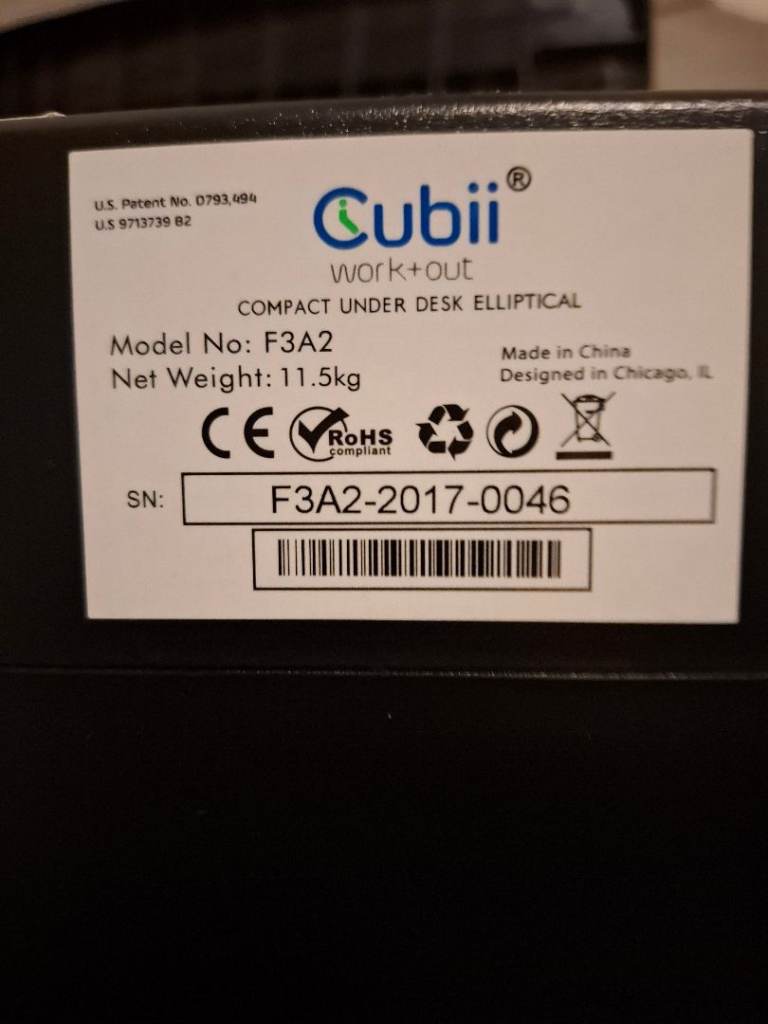 U.S. Patent No. D793,494
U.S 9713739 B2
Cubii®
work+out
COMPACT UNDER DESK ELLIPTICAL
Model No: F3A2
Net Weight: 11.5kg
Made in China
Designed in Chicago, IL
CE RoHS
compliant
SN: F3A2-2017-0046